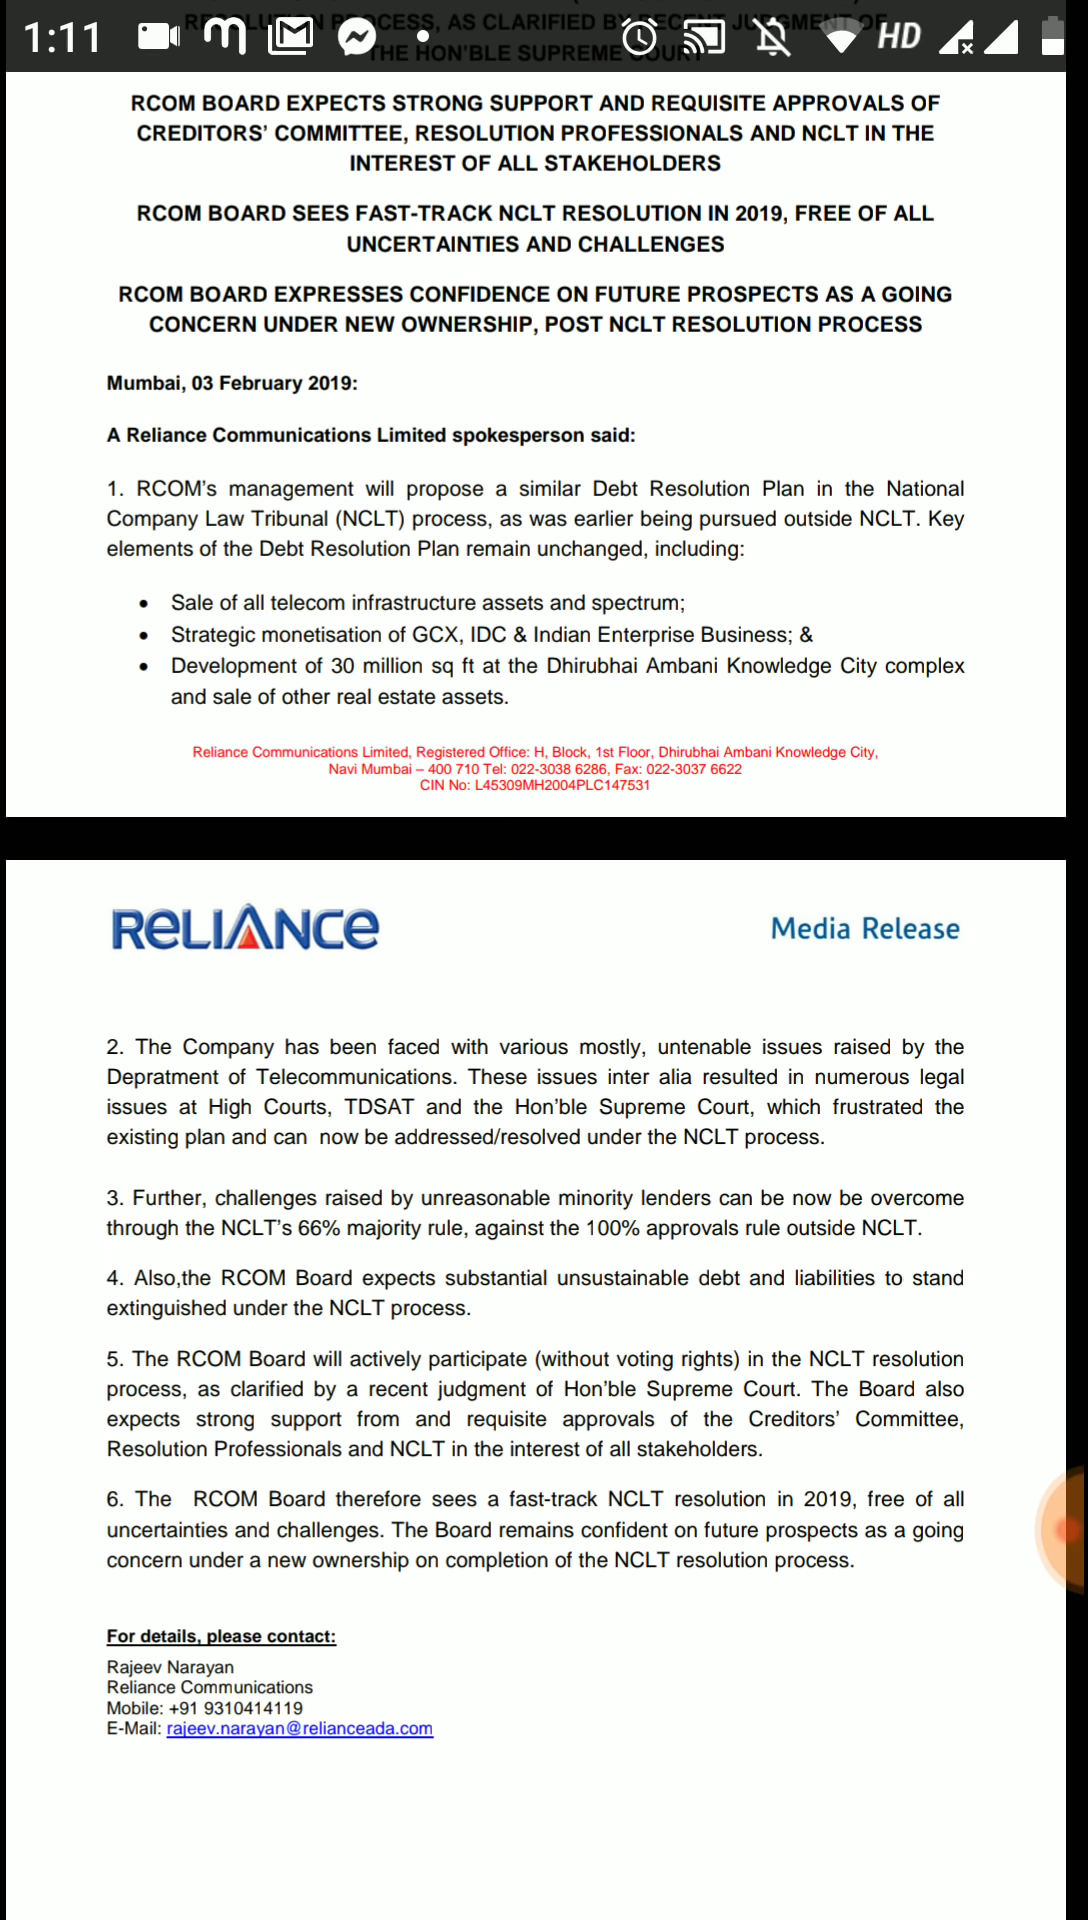 1:11
HD
RESOLUTION PROCESS, AS CLARIFIED BY RECENT JUDGMENT OF
THE HON'BLE SUPREME COURT
RCOM BOARD EXPECTS STRONG SUPPORT AND REQUISITE APPROVALS OF
CREDITORS' COMMITTEE, RESOLUTION PROFESSIONALS AND NCLT IN THE
INTEREST OF ALL STAKEHOLDERS
RCOM BOARD SEES FAST-TRACK NCLT RESOLUTION IN 2019, FREE OF ALL
UNCERTAINTIES AND CHALLENGES
RCOM BOARD EXPRESSES CONFIDENCE ON FUTURE PROSPECTS AS A GOING
CONCERN UNDER NEW OWNERSHIP, POST NCLT RESOLUTION PROCESS
Mumbai, 03 February 2019:
A Reliance Communications Limited spokesperson said:
1. RCOM's management will propose a similar Debt Resolution Plan in the National
Company Law Tribunal (NCLT) process, as was earlier being pursued outside NCLT. Key
elements of the Debt Resolution Plan remain unchanged, including:
• Sale of all telecom infrastructure assets and spectrum;
• Strategic monetisation of GCX, IDC & Indian Enterprise Business; &
• Development of 30 million sq ft at the Dhirubhai Ambani Knowledge City complex
and sale of other real estate assets.
Reliance Communications Limited, Registered Office: H, Block, 1st Floor, Dhirubhai Ambani Knowledge City,
Navi Mumbai – 400 710 Tel: 022-3038 6286, Fax: 022-3037 6622
CIN No: L45309MH2004PLC147531
RELIANCE
Media Release
2. The Company has been faced with various mostly, untenable issues raised by the
Depratment of Telecommunications. These issues inter alia resulted in numerous legal
issues at High Courts, TDSAT and the Hon'ble Supreme Court, which frustrated the
existing plan and can now be addressed/resolved under the NCLT process.
3. Further, challenges raised by unreasonable minority lenders can be now be overcome
through the NCLT's 66% majority rule, against the 100% approvals rule outside NCLT.
4. Also,the RCOM Board expects substantial unsustainable debt and liabilities to stand
extinguished under the NCLT process.
5. The RCOM Board will actively participate (without voting rights) in the NCLT resolution
process, as clarified by a recent judgment of Hon'ble Supreme Court. The Board also
expects strong support from and requisite approvals of the Creditors' Committee,
Resolution Professionals and NCLT in the interest of all stakeholders.
6. The RCOM Board therefore sees a fast-track NCLT resolution in 2019, free of all
uncertainties and challenges. The Board remains confident on future prospects as a going
concern under a new ownership on completion of the NCLT resolution process.
For details, please contact:
Rajeev Narayan
Reliance Communications
Mobile: +91 9310414119
E-Mail: rajeev.narayan@relianceada.com